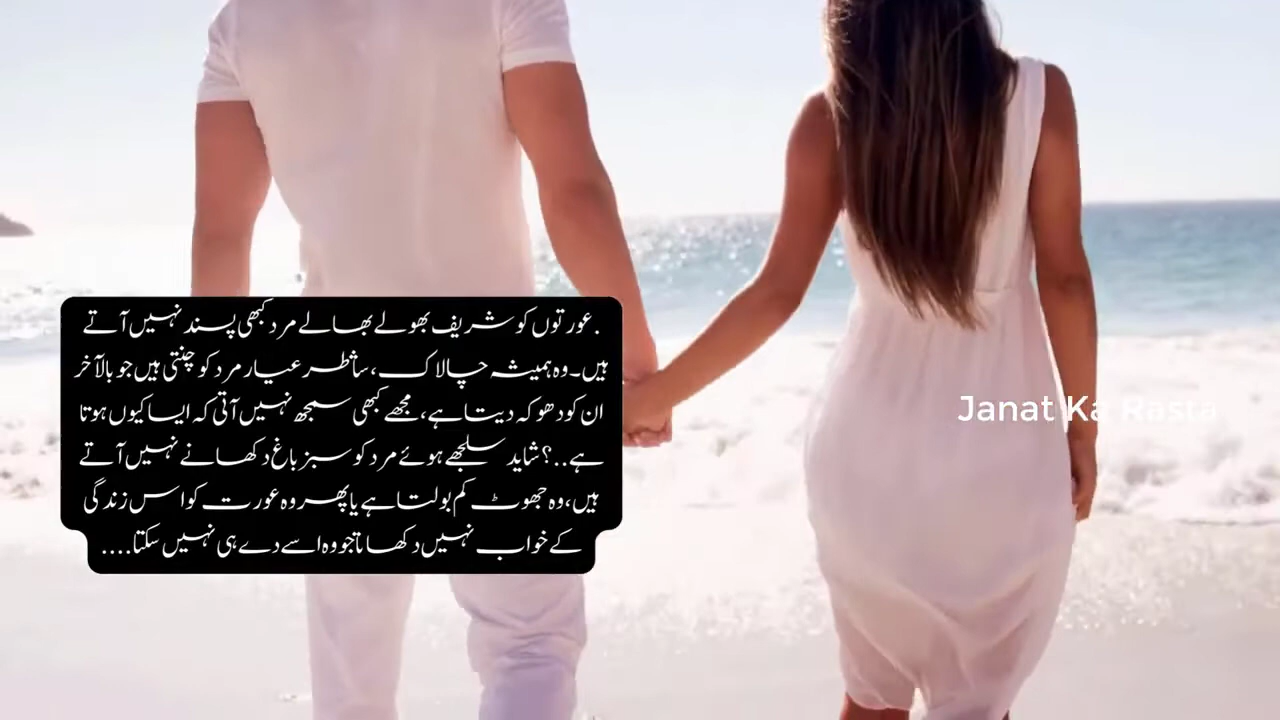 .عورتوں کو شریف بھولے بھالے مرد کبھی پسند نہیں آتے
ہیں۔ وہ ہمیشہ چالاک، شاطر عیار مرد کو چنتی ہیں جو بالآخر
ان کو دھوکہ دیتا ہے، مجھے کبھی سمجھ نہیں آتی کہ ایسا کیوں ہوتا
ہے..؟ شاید سلجھے ہوئے مرد کو سبز باغ دکھانے نہیں آتے
ہیں، وہ جھوٹ کم بولتا ہے یا پھر وہ عورت کو اس زندگی
کے خواب نہیں دکھاتا جو وہ اسے دے ہی نہیں سکتا....
Janat Ka Rasta